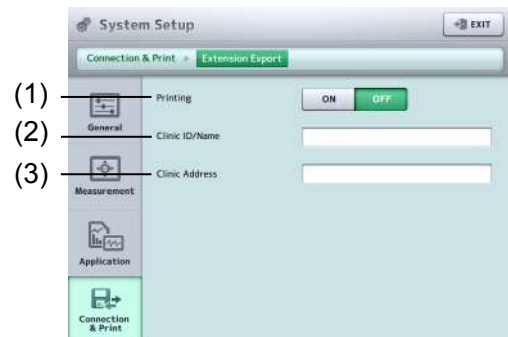 System Setup
EXIT
Connection & Print Extension Export
(1) Printing ON OFF
General
(2) Clinic ID/Name
(3) Clinic Address
Measurement
Application
Connection
& Print